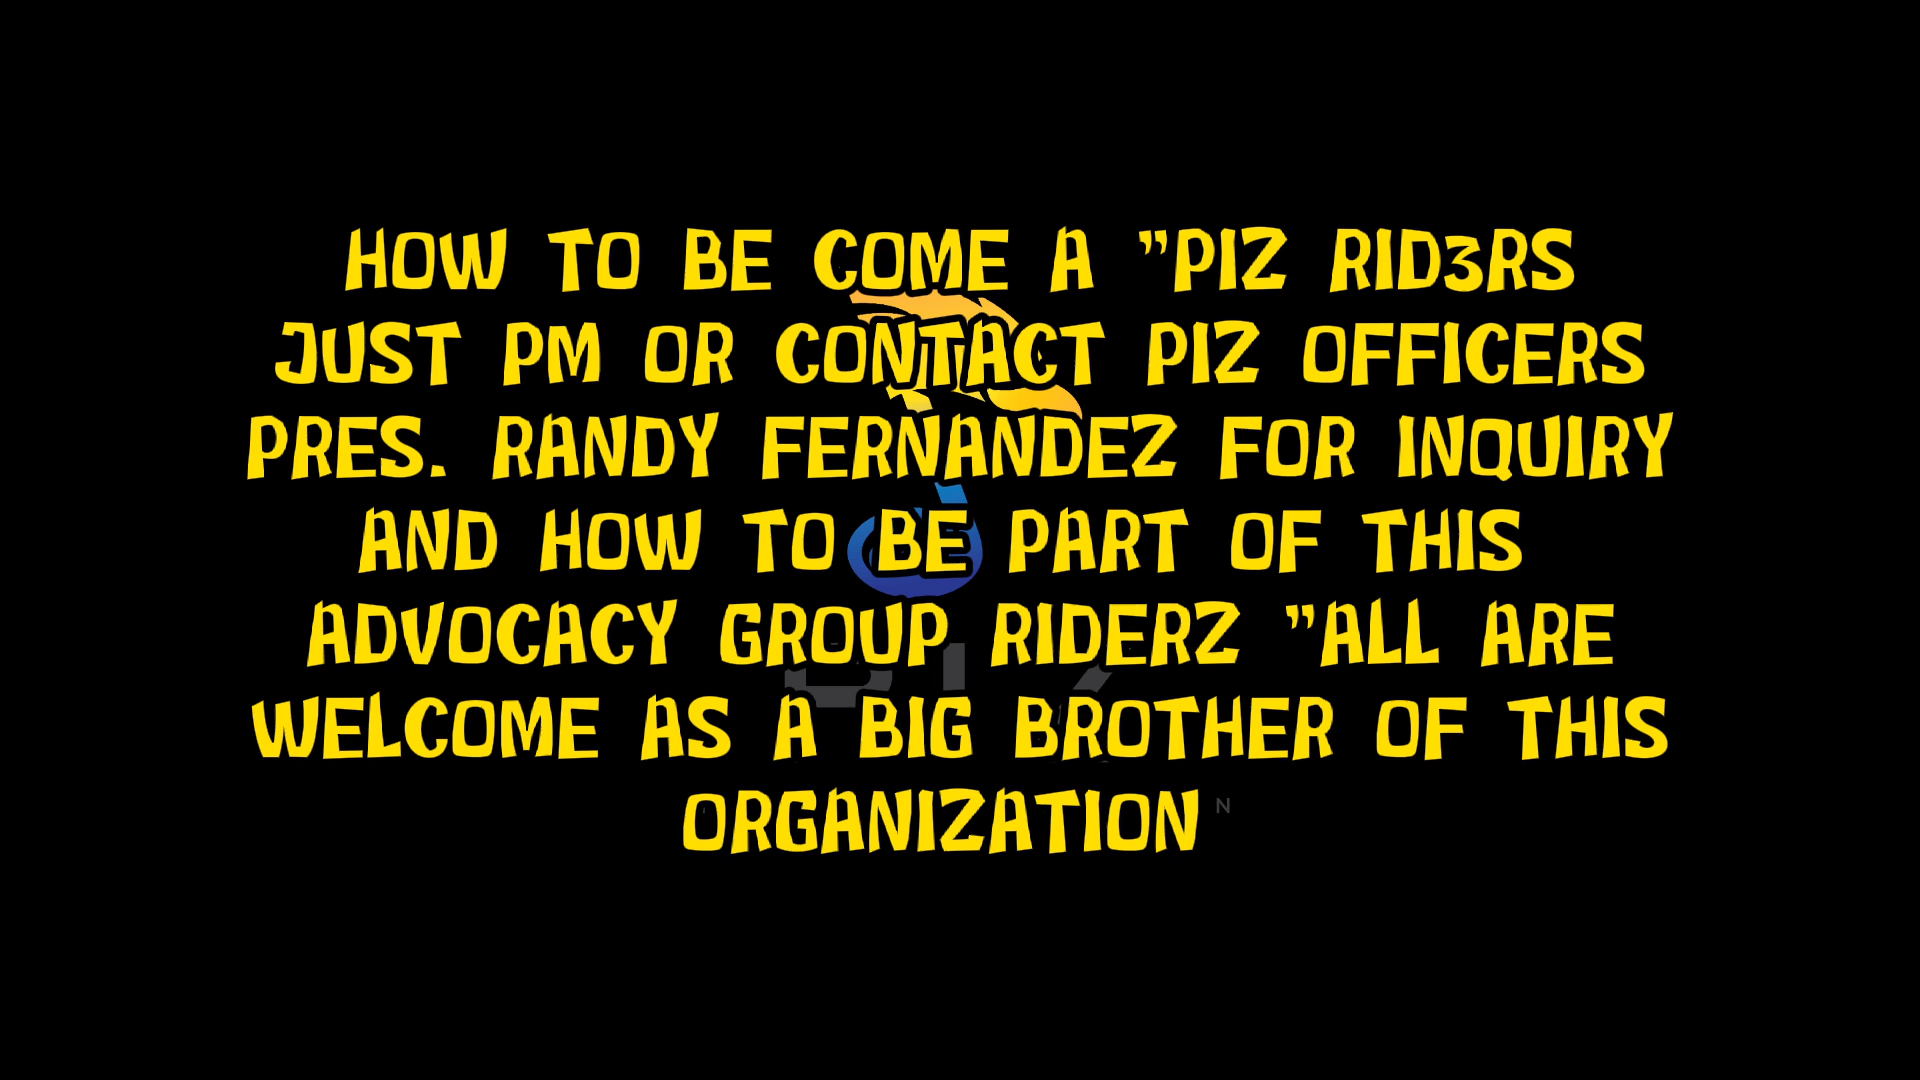 HOW TO BE COME A "PIZ RID3RS
JUST PM OR CONTACT PIZ OFFICERS
PRES. RANDY FERNANDEZ FOR INQUIRY
AND HOW TO BE PART OF THIS
ADVOCACY GROUP RIDERZ "ALL ARE
WELCOME AS A BIG BROTHER OF THIS
ORGANIZATION